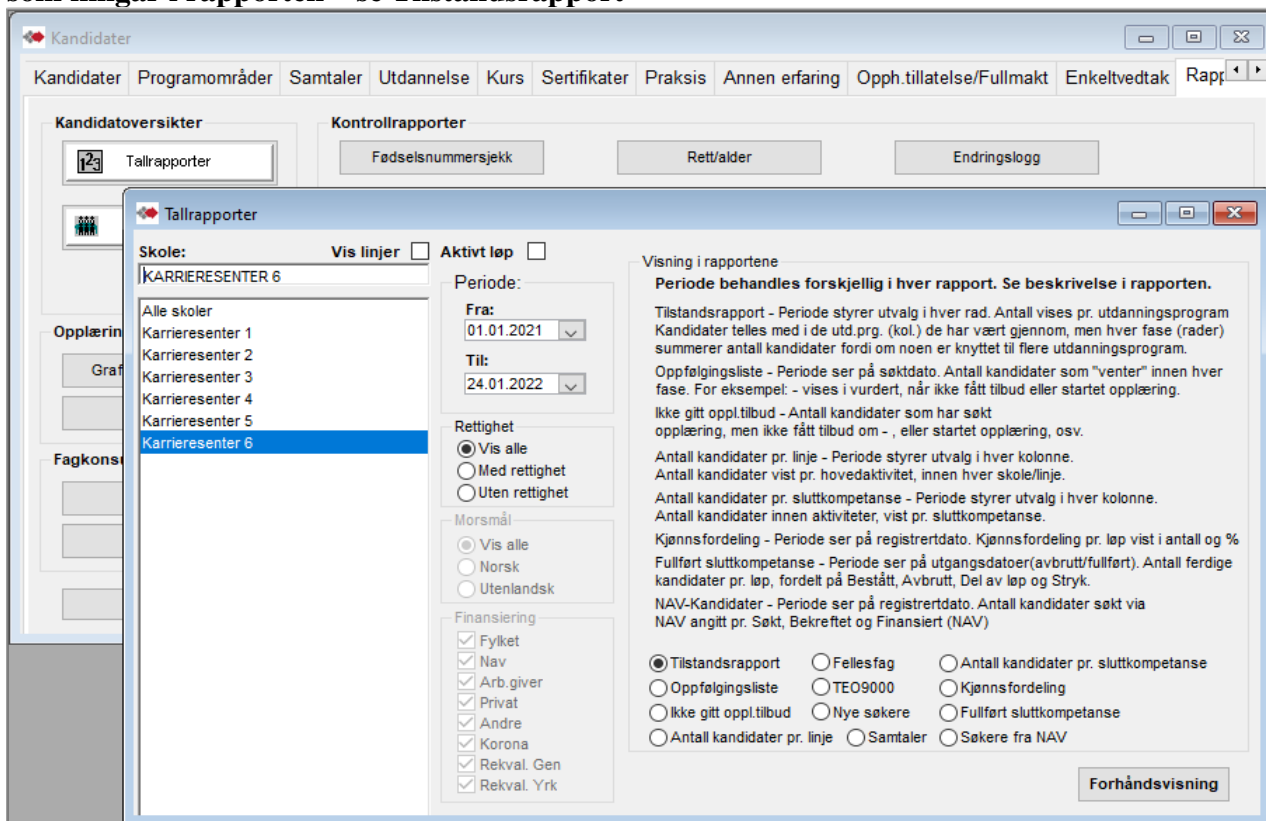 Kandidater
Kandidater Programområder Samtaler Utdannelse Kurs Sertifikater Praksis Annen erfaring Opph.tillatelse/Fullmakt Enkeltvedtak
Kandidatoversikter
Kontrollrapporter
Tallrapporter
Fødselsnummersjekk
Rett/alder
Endringslogg
Tallrapporter
Skole:
Vis linjer
KARRIERESENTER 6
Alle skoler
Karrieresenter 1
Karrieresenter 2
Karrieresenter 3
Karrieresenter 4
Karrieresenter 5
Karrieresenter 6
Aktivt løp
Periode:
Fra:
01.01.2021
Til:
24.01.2022
Rettighet
Vis alle
Med rettighet
Uten rettighet
Morsmål
Vis alle
Norsk
Utenlandsk
Finansiering
Fylket
Nav
Arb.giver
Privat
Andre
Korona
Rekval. Gen
Rekval. Yrk
Visning i rapportene
Periode behandles forskjellig i hver rapport. Se beskrivelse i rapporten.
Tilstandsrapport - Periode styrer utvalg i hver rad. Antall vises pr. utdanningsprogram
Kandidater telles med i de utd.prg. (kol.) de har vært gjennom, men hver fase (rader)
summerer antall kandidater fordi om noen er knyttet til flere utdanningsprogram.
Oppfølgingsliste - Periode ser på søktdato. Antall kandidater som "venter" innen hver
fase. For eksempel: - vises i vurdert, når ikke fått tilbud eller startet opplæring.
Ikke gitt oppl.tilbud - Antall kandidater som har søkt
opplæring, men ikke fått tilbud om - , eller startet opplæring, osv.
Antall kandidater pr. linje - Periode styrer utvalg i hver kolonne.
Antall kandidater vist pr. hovedaktivitet, innen hver skole/linje.
Antall kandidater pr. sluttkompetanse - Periode styrer utvalg i hver kolonne.
Antall kandidater innen aktiviteter, vist pr. sluttkompetanse.
Kjønnsfordeling - Periode ser på registrertdato. Kjønnsfordeling pr. løp vist i antall og %
Fullført sluttkompetanse - Periode ser på utgangsdatoer(avbrutt/fullført). Antall ferdige
kandidater pr. løp, fordelt på Bestått, Avbrutt, Del av løp og Stryk.
NAV-Kandidater - Periode ser på registrertdato. Antall kandidater søkt via
NAV angitt pr. Søkt, Bekreftet og Finansiert (NAV)
Tilstandsrapport Fellesfag Antall kandidater pr. sluttkompetanse
Oppfølgingsliste TEO9000 Kjønnsfordeling
Ikke gitt oppl.tilbud Nye søkere Fullført sluttkompetanse
Antall kandidater pr. linje Samtaler Søkere fra NAV
Forhåndsvisning